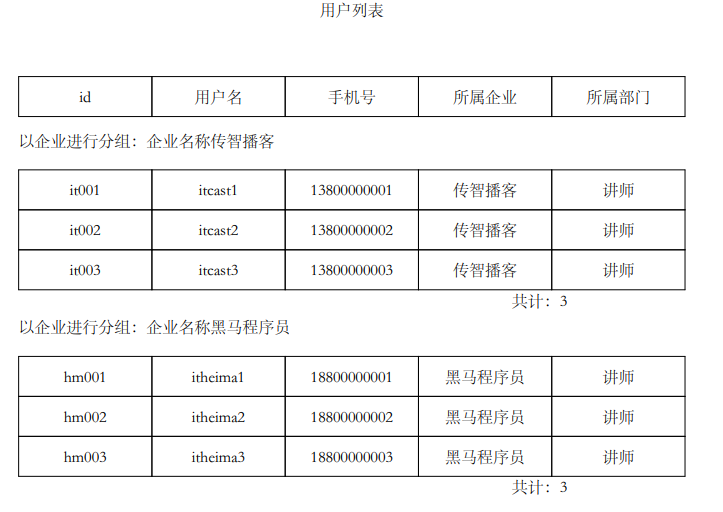 用户列表
id 用户名 手机号 所属企业 所属部门
以企业进行分组：企业名称传智播客
it001 itcast1 13800000001 传智播客 讲师
it002 itcast2 13800000002 传智播客 讲师
it003 itcast3 13800000003 传智播客 讲师
共计：3
以企业进行分组：企业名称黑马程序员
hm001 itheima1 18800000001 黑马程序员 讲师
hm002 itheima2 18800000002 黑马程序员 讲师
hm003 itheima3 18800000003 黑马程序员 讲师
共计：3